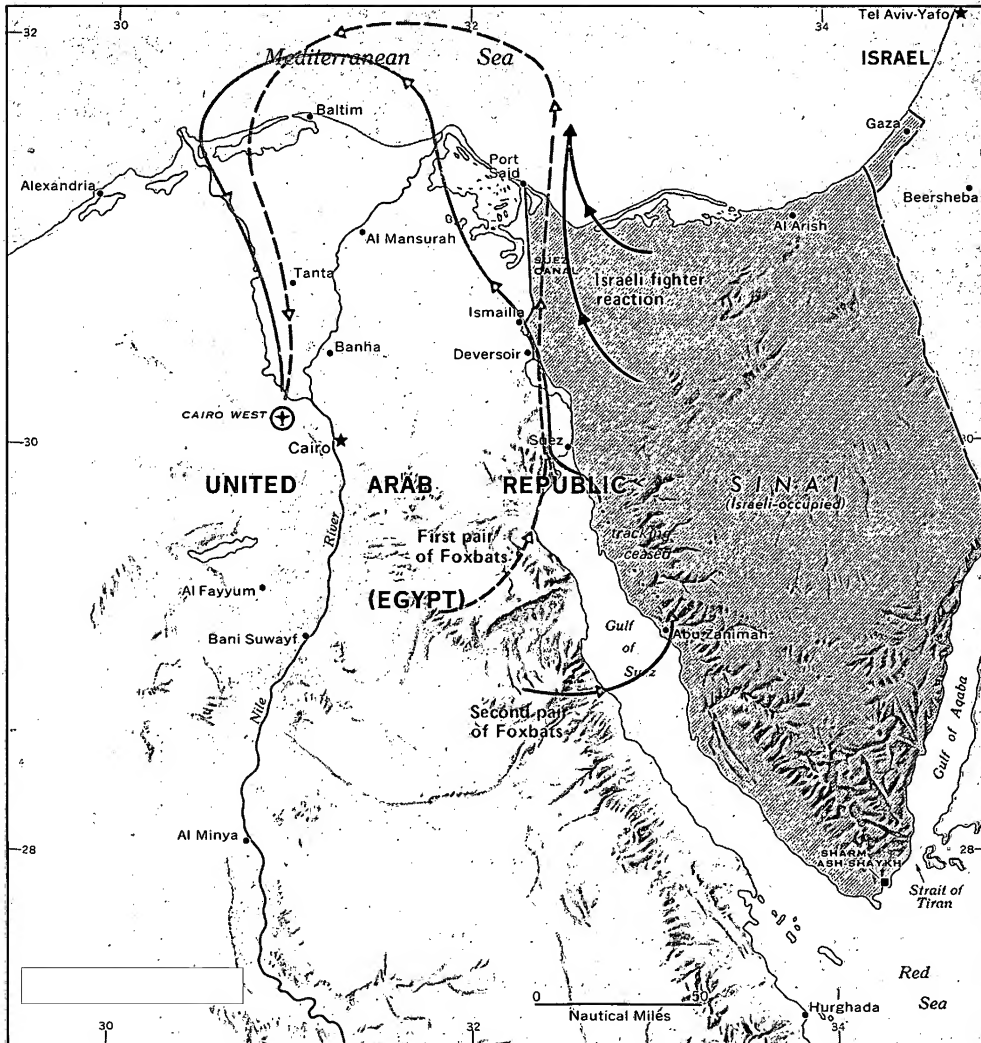 32
32
34
Tel Aviv-Yafo
Mediterranean Sea
ISRAEL
Baltim
Gaza
Port
Said
Alexandria
Beersheba
Al Arish
Al Mansurah
SUEZ
CANAL
Tanta
Israeli fighter
reaction
Ismailia
Banha
Deversoir
CAIRO WEST
30
Cairo
Suez
30
UNITED ARAB REPUBLIC
SINAI
(Israeli-occupied)
River
First pair
of Foxbats
tracking
ceased
Al Fayyum
(EGYPT)
Bani Suwayf
Gulf
of
Suez
Abu Zanimah
Nile
Second pair
of Foxbats
Gulf of Aqaba
Al Minya
28
28
SHARM
ASH-SHAYKH
Strait of
Tiran
Red
Sea
0 50
Nautical Miles
Hurghada
30
32
34